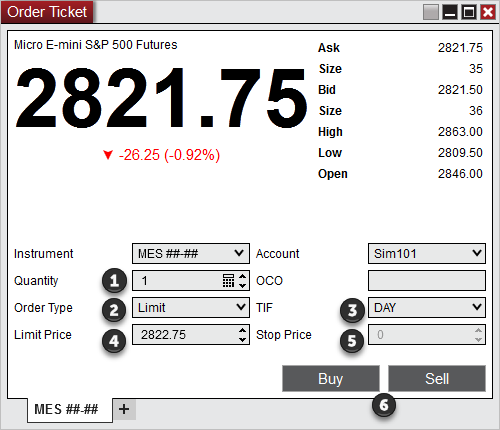 Order Ticket
Micro E-mini S&P 500 Futures
2821.75
-26.25 (-0.92%)
Ask 2821.75
Size 35
Bid 2821.50
Size 36
High 2863.00
Low 2809.50
Open 2846.00
Instrument MES ##-## Account Sim101
Quantity 1 1 OCO
Order Type 2 Limit TIF 3 DAY
Limit Price 4 2822.75 Stop Price 5 0
Buy Sell
6
MES ##-## +